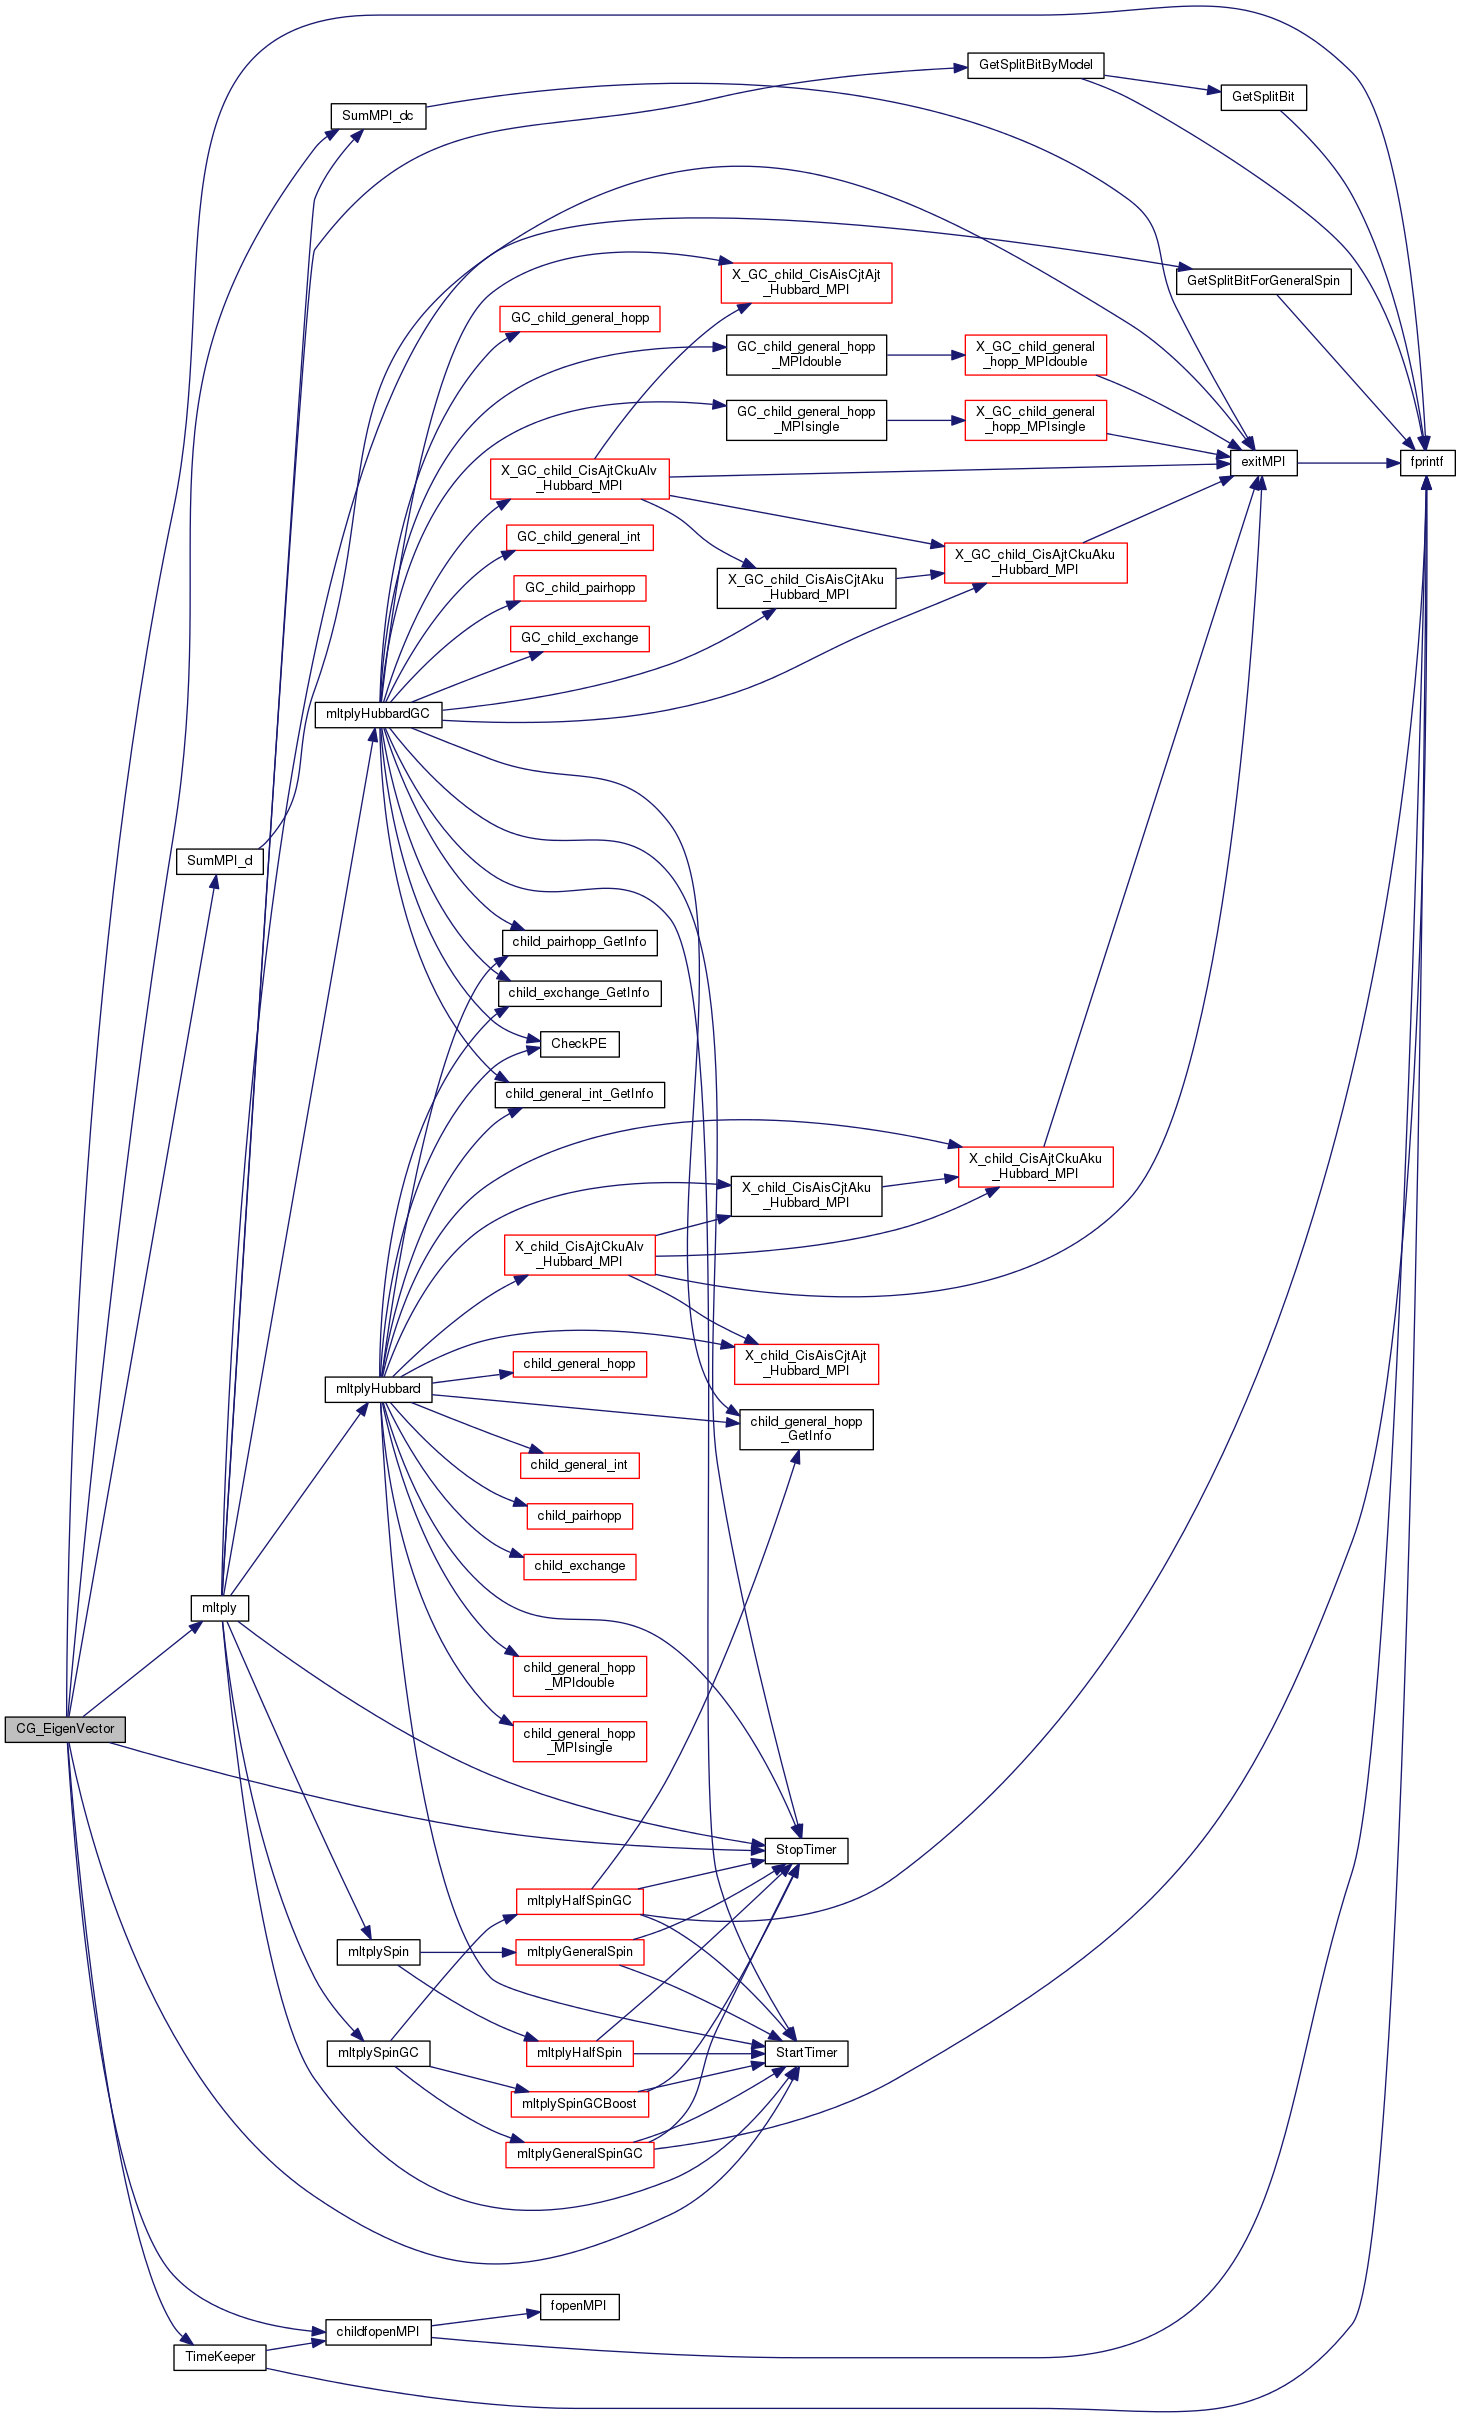 GetSplitBitByModel
GetSplitBit
SumMPI_dc
GetSplitBitForGeneralSpin
X_GC_child_CisAisCjtAjt
_Hubbard_MPI
GC_child_general_hopp
GC_child_general_hopp
_MPIdouble
X_GC_child_general
_hopp_MPIdouble
GC_child_general_hopp
_MPIsingle
X_GC_child_general
_hopp_MPIsingle
exitMPI
fprintf
X_GC_child_CisAjtCkuAlv
_Hubbard_MPI
GC_child_general_int
X_GC_child_CisAjtCkuAku
_Hubbard_MPI
GC_child_pairhopp
X_GC_child_CisAisCjtAku
_Hubbard_MPI
GC_child_exchange
mltplyHubbardGC
SumMPI_d
child_pairhopp_GetInfo
child_exchange_GetInfo
CheckPE
child_general_int_GetInfo
X_child_CisAjtCkuAku
_Hubbard_MPI
X_child_CisAisCjtAku
_Hubbard_MPI
X_child_CisAjtCkuAlv
_Hubbard_MPI
X_child_CisAisCjtAjt
_Hubbard_MPI
child_general_hopp
mltplyHubbard
child_general_hopp
_GetInfo
child_general_int
child_pairhopp
child_exchange
mltply
child_general_hopp
_MPIdouble
CG_EigenVector
child_general_hopp
_MPIsingle
StopTimer
mltplyHalfSpinGC
mltplySpin
mltplyGeneralSpin
mltplySpinGC
mltplyHalfSpin
StartTimer
mltplySpinGCBoost
mltplyGeneralSpinGC
fopenMPI
childfopenMPI
TimeKeeper